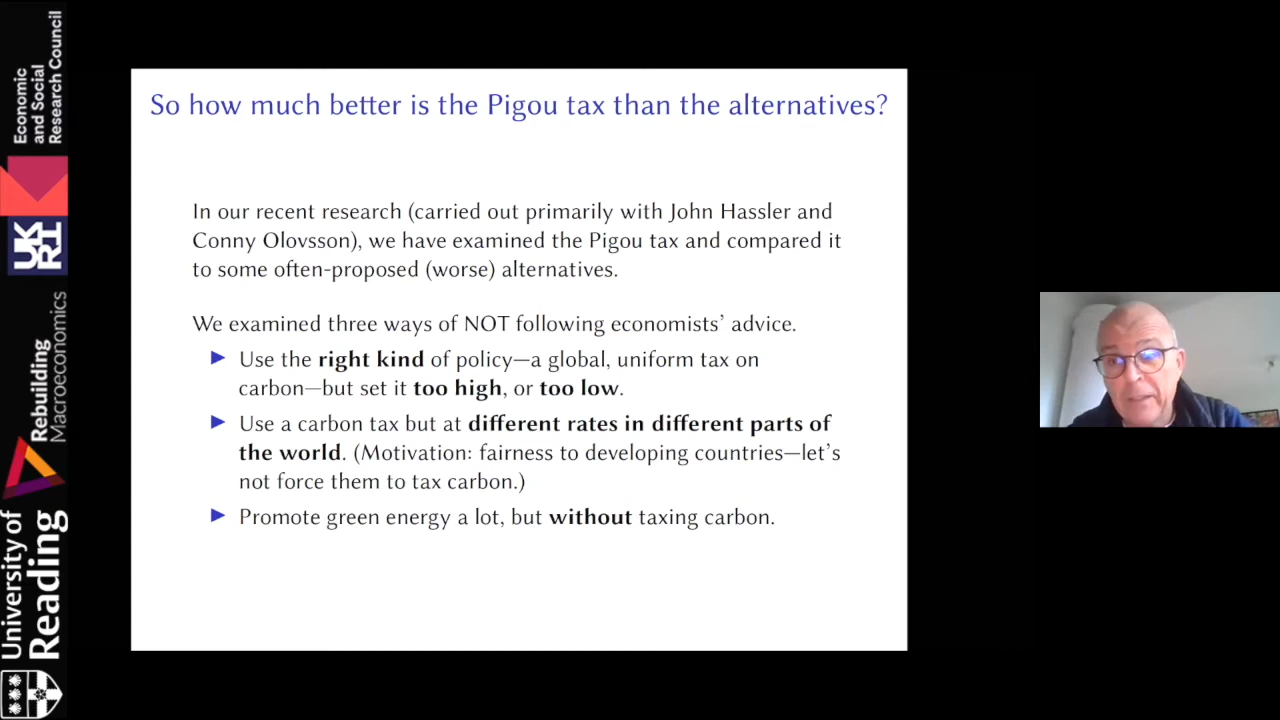 So how much better is the Pigou tax than the alternatives?
In our recent research (carried out primarily with John Hassler and
Conny Olovsson), we have examined the Pigou tax and compared it
to some often-proposed (worse) alternatives.
We examined three ways of NOT following economists’ advice.
▶ Use the right kind of policy—a global, uniform tax on
carbon—but set it too high, or too low.
▶ Use a carbon tax but at different rates in different parts of
the world. (Motivation: fairness to developing countries—let’s
not force them to tax carbon.)
▶ Promote green energy a lot, but without taxing carbon.
Economic
and Social
Research Council
UK
RI
Rebuilding
Macroeconomics
University of
Reading